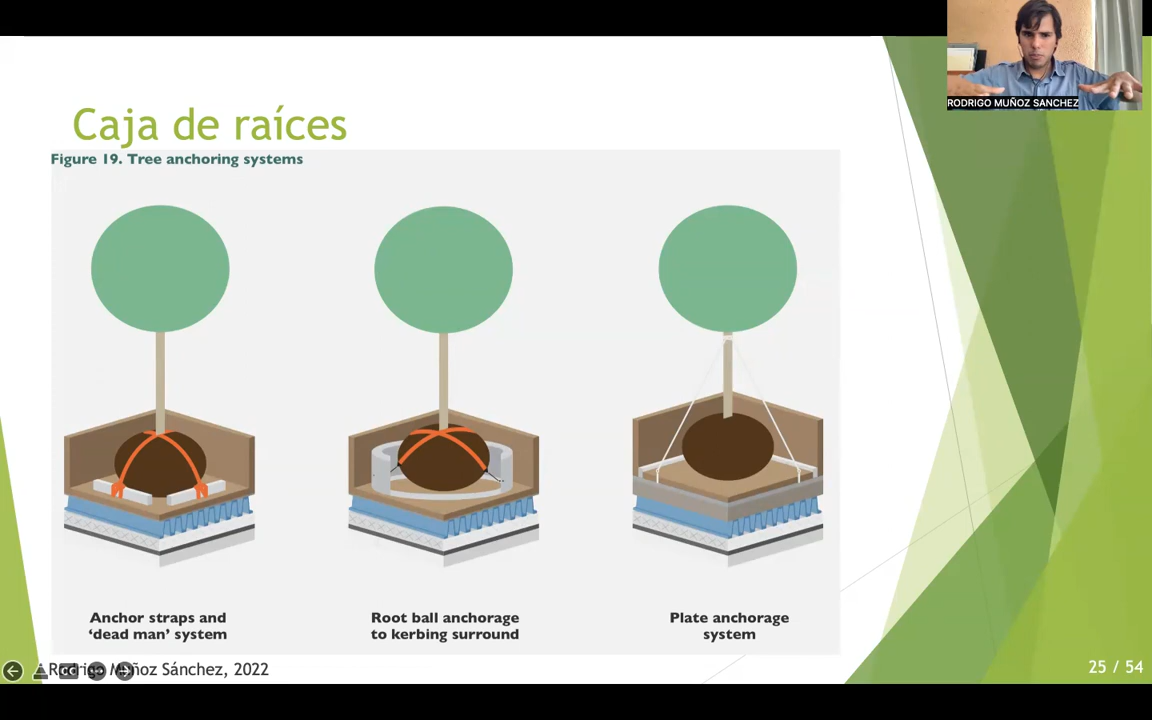 RODRIGO MUÑOZ SANCHEZ
Caja de raíces
Figure 19. Tree anchoring systems
Anchor straps and
‘dead man’ system
Root ball anchorage
to kerbing surround
Plate anchorage
system
Rodrigo Muñoz Sánchez, 2022
25 / 54